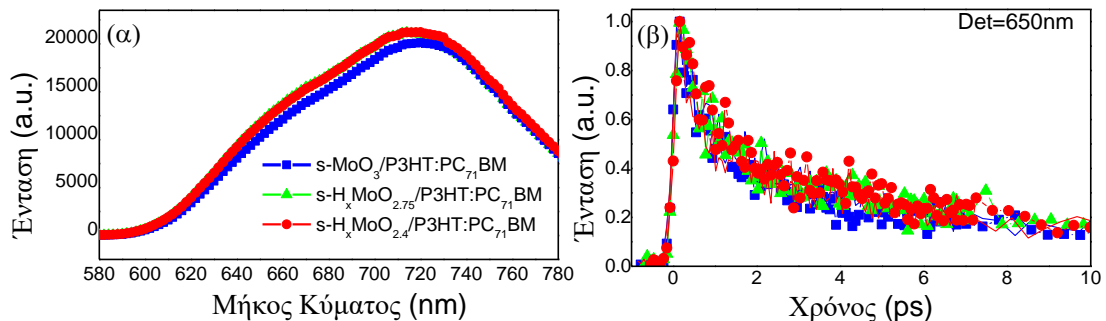 (α)
Ένταση (a.u.)
20000
15000
10000
5000
0
s-MoO3/P3HT:PC71BM
s-HxMoO2.75/P3HT:PC71BM
s-HxMoO2.4/P3HT:PC71BM
580 600 620 640 660 680 700 720 740 760 780
Μήκος Κύματος (nm)
(β)
Det=650nm
Ένταση (a.u.)
1.0
0.8
0.6
0.4
0.2
0.0
0 2 4 6 8 10
Χρόνος (ps)